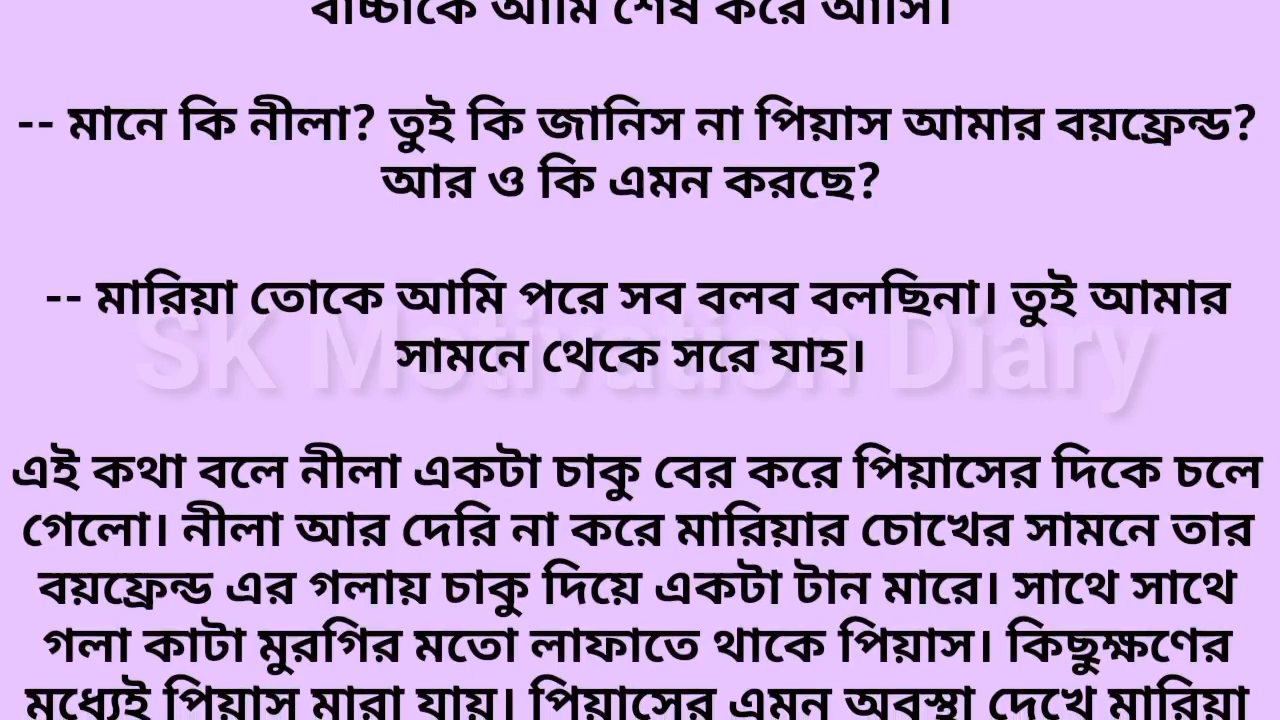 বাচ্চাকে আমি শেষ করে আসি।
-- মানে কি নীলা? তুই কি জানিস না পিয়াস আমার বয়ফ্রেন্ড?
আর ও কি এমন করছে?
-- মারিয়া তোকে আমি পরে সব বলব বলছিনা। তুই আমার
সামনে থেকে সরে যাহ।
SK Motivation Diary
এই কথা বলে নীলা একটা চাকু বের করে পিয়াসের দিকে চলে
গেলো। নীলা আর দেরি না করে মারিয়ার চোখের সামনে তার
বয়ফ্রেন্ড এর গলায় চাকু দিয়ে একটা টান মারে। সাথে সাথে
গলা কাটা মুরগির মতো লাফাতে থাকে পিয়াস। কিছুক্ষণের
মধ্যেই পিয়াস মারা যায়। পিয়াসের এমন অবস্থা দেখে মারিয়া